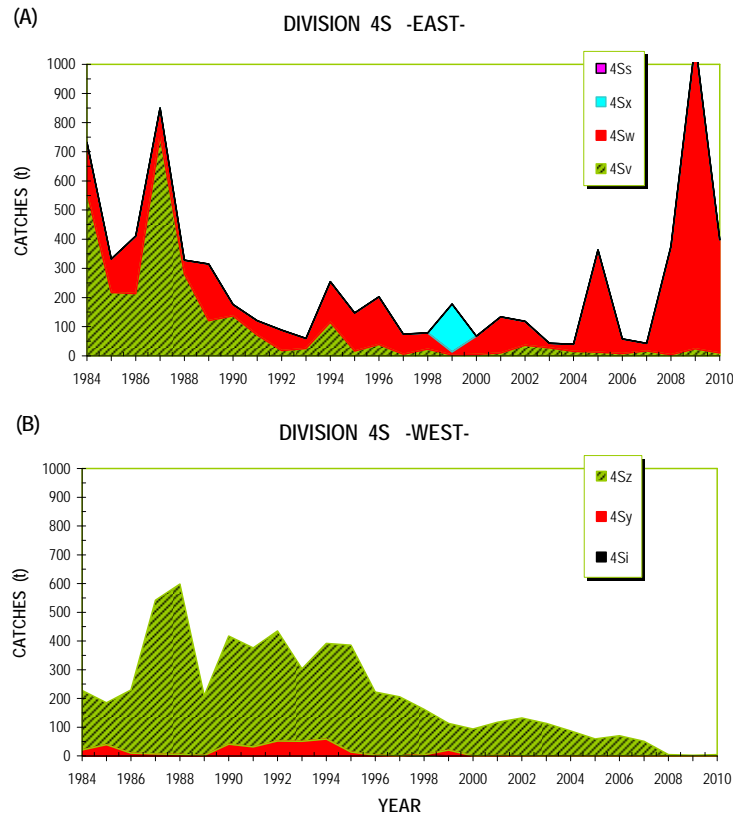 (A)
DIVISION 4S -EAST-
1000
900
800
700
600
500
400
300
200
100
0
CATCHES (t)
4Ss
4Sx
4Sw
4Sv
1984 1986 1988 1990 1992 1994 1996 1998 2000 2002 2004 2006 2008 2010
(B)
DIVISION 4S -WEST-
1000
900
800
700
600
500
400
300
200
100
0
CATCHES (t)
4Sz
4Sy
4Si
1984 1986 1988 1990 1992 1994 1996 1998 2000 2002 2004 2006 2008 2010
YEAR